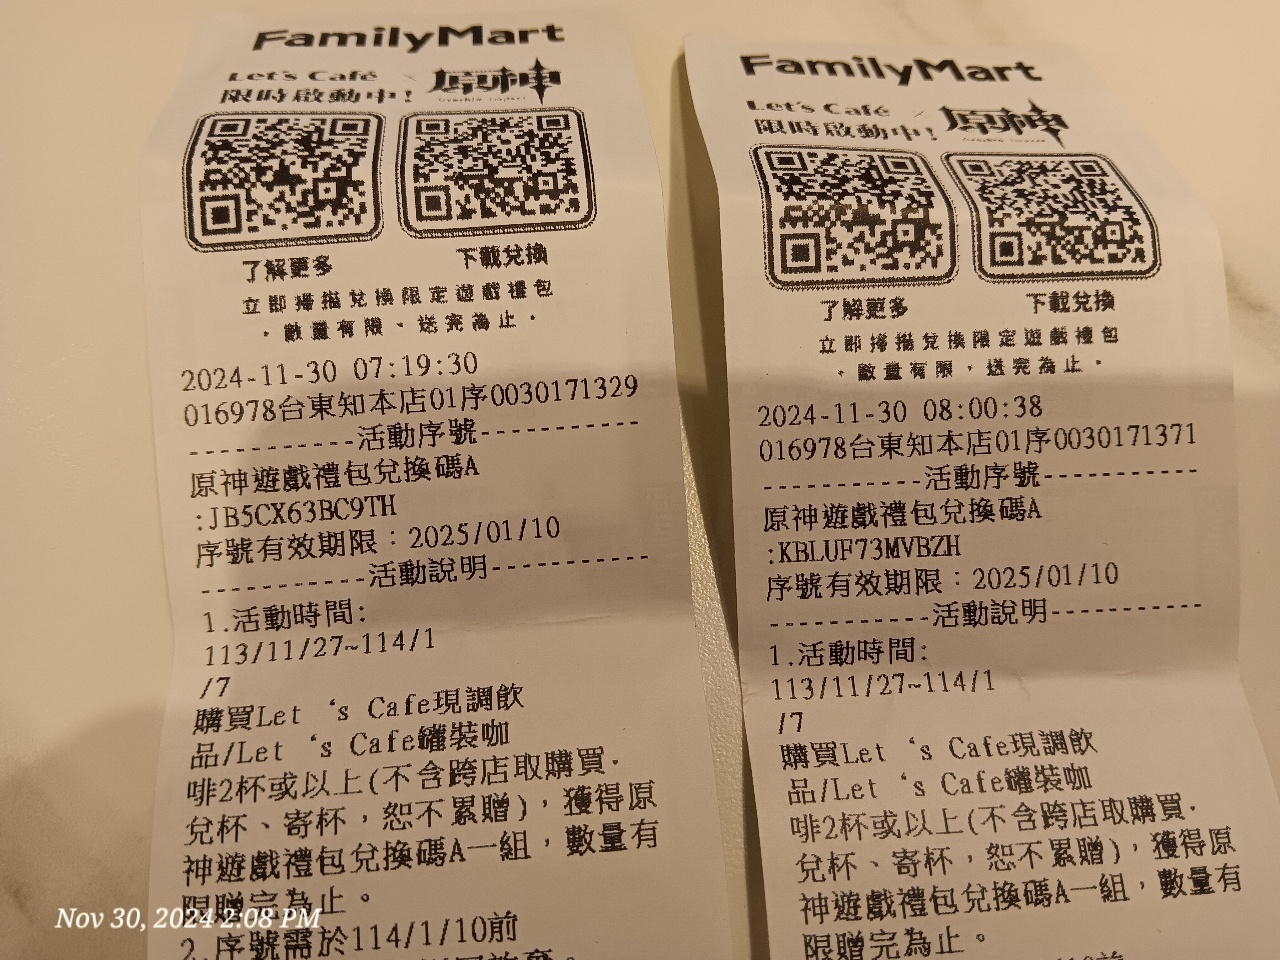 FamilyMart
Let's Café × 原神
限時啟動中!
了解更多 下載兌換
立即掃描兌換限定遊戲禮包
・數量有限,送完為止・
2024-11-30 07:19:30
016978台東知本店01序0030171329
-----------活動序號-----------
原神遊戲禮包兌換碼A
:JB5CX63BC9TH
序號有效期限:2025/01/10
-----------活動說明-----------
1.活動時間:
113/11/27~114/1
/7
購買Let 's Cafe現調飲
品/Let 's Cafe罐裝咖
啡2杯或以上(不含跨店取購買.
兌杯、寄杯,恕不累贈),獲得原
神遊戲禮包兌換碼A一組,數量有
限贈完為止。
2.序號需於114/1/10前
FamilyMart
Let's Café × 原神
限時啟動中!
了解更多 下載兌換
立即掃描兌換限定遊戲禮包
・數量有限,送完為止・
2024-11-30 08:00:38
016978台東知本店01序0030171371
-----------活動序號-----------
原神遊戲禮包兌換碼A
:KBLUF73MVBZH
序號有效期限:2025/01/10
-----------活動說明-----------
1.活動時間:
113/11/27~114/1
/7
購買Let 's Cafe現調飲
品/Let 's Cafe罐裝咖
啡2杯或以上(不含跨店取購買.
兌杯、寄杯,恕不累贈),獲得原
神遊戲禮包兌換碼A一組,數量有
限贈完為止。
Nov 30, 2024 2:08 PM